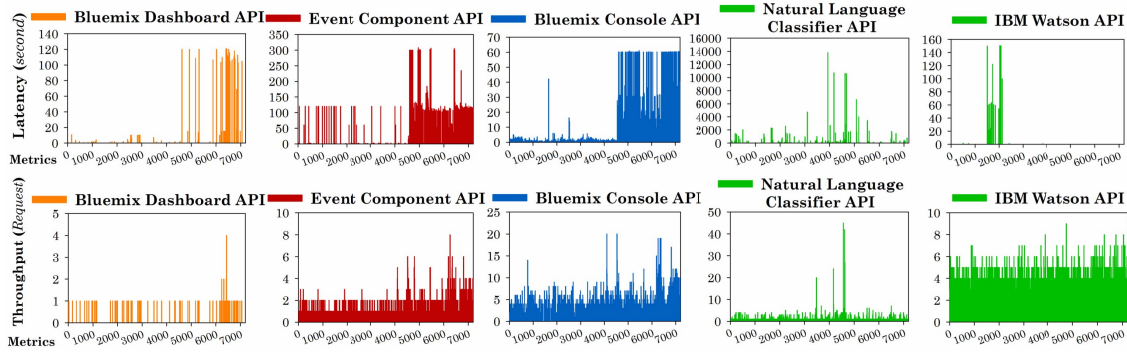 Bluemix Dashboard API
Event Component API
Bluemix Console API
Natural Language
Classifier API
IBM Watson API
Latency (second)
140
120
100
80
60
40
20
0
350
300
250
200
150
100
50
0
70
60
50
40
30
20
10
0
16000
14000
12000
10000
8000
6000
4000
2000
0
160
140
120
100
80
60
40
20
0
Metrics
0 1000 2000 3000 4000 5000 6000 7000
0 1000 2000 3000 4000 5000 6000 7000
0 1000 2000 3000 4000 5000 6000 7000
0 1000 2000 3000 4000 5000 6000 7000
0 1000 2000 3000 4000 5000 6000 7000
Bluemix Dashboard API
Event Component API
Bluemix Console API
Natural Language
Classifier API
IBM Watson API
Throughput (Request)
5
4
3
2
1
0
10
8
6
4
2
0
25
20
15
10
5
0
50
40
30
20
10
0
10
8
6
4
2
0
Metrics
0 1000 2000 3000 4000 5000 6000 7000
0 1000 2000 3000 4000 5000 6000 7000
0 1000 2000 3000 4000 5000 6000 7000
0 1000 2000 3000 4000 5000 6000 7000
0 1000 2000 3000 4000 5000 6000 7000